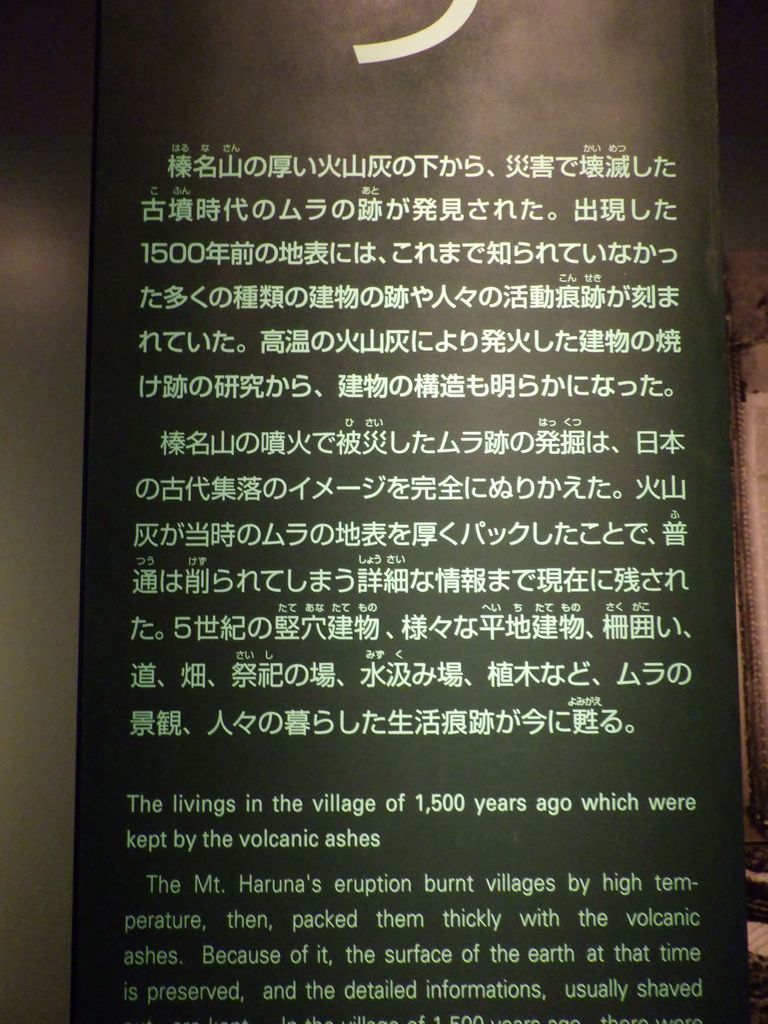 榛名山の厚い火山灰の下から、災害で壊滅した
古墳時代のムラの跡が発見された。出現した
1500年前の地表には、これまで知られていなかっ
た多くの種類の建物の跡や人々の活動痕跡が刻ま
れていた。高温の火山灰により発火した建物の焼
け跡の研究から、建物の構造も明らかになった。
榛名山の噴火で被災したムラ跡の発掘は、日本
の古代集落のイメージを完全にぬりかえた。火山
灰が当時のムラの地表を厚くパックしたことで、普
通は削られてしまう詳細な情報まで現在に残され
た。5世紀の竪穴建物、様々な平地建物、柵囲い、
道、畑、祭祀の場、水汲み場、植木など、ムラの
景観、人々の暮らした生活痕跡が今に甦る。
The livings in the village of 1,500 years ago which were
kept by the volcanic ashes
The Mt. Haruna's eruption burnt villages by high tem-
perature, then, packed them thickly with the volcanic
ashes. Because of it, the surface of the earth at that time
is preserved, and the detailed informations, usually shaved
out, are kept. In the village of 1,500 years ago, there were